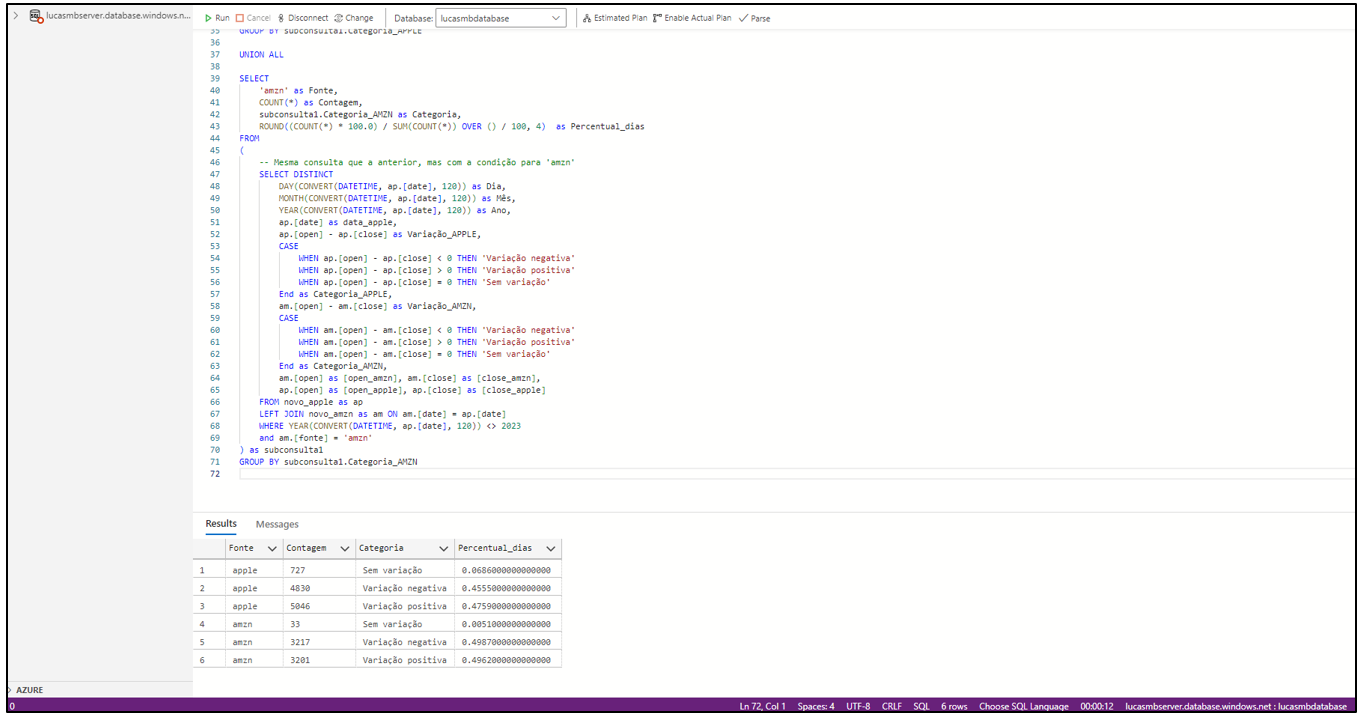 lucasmbserver.database.windows.n...
Run Cancel Disconnect Change Database: lucasmbdatabase Estimated Plan Enable Actual Plan Parse
35 GROUP BY subconsulta1.Categoria_APPLE
36
37 UNION ALL
38
39 SELECT
40 'amzn' as Fonte,
41 COUNT(*) as Contagem,
42 subconsulta1.Categoria_AMZN as Categoria,
43 ROUND((COUNT(*) * 100.0) / SUM(COUNT(*)) OVER () / 100, 4)  as Percentual_dias
44 FROM
45 (
46 -- Mesma consulta que a anterior, mas com a condição para 'amzn'
47 SELECT DISTINCT
48 DAY(CONVERT(DATETIME, ap.[date], 120)) as Dia,
49 MONTH(CONVERT(DATETIME, ap.[date], 120)) as Mês,
50 YEAR(CONVERT(DATETIME, ap.[date], 120)) as Ano,
51 ap.[date] as data_apple,
52 ap.[open] - ap.[close] as Variação_APPLE,
53 CASE
54 WHEN ap.[open] - ap.[close] < 0 THEN 'Variação negativa'
55 WHEN ap.[open] - ap.[close] > 0 THEN 'Variação positiva'
56 WHEN ap.[open] - ap.[close] = 0 THEN 'Sem variação'
57 End as Categoria_APPLE,
58 am.[open] - am.[close] as Variação_AMZN,
59 CASE
60 WHEN am.[open] - am.[close] < 0 THEN 'Variação negativa'
61 WHEN am.[open] - am.[close] > 0 THEN 'Variação positiva'
62 WHEN am.[open] - am.[close] = 0 THEN 'Sem variação'
63 End as Categoria_AMZN,
64 am.[open] as [open_amzn], am.[close] as [close_amzn],
65 ap.[open] as [open_apple], ap.[close] as [close_apple]
66 FROM novo_apple as ap
67 LEFT JOIN novo_amzn as am ON am.[date] = ap.[date]
68 WHERE YEAR(CONVERT(DATETIME, ap.[date], 120)) <> 2023
69 and am.[fonte] = 'amzn'
70 ) as subconsulta1
71 GROUP BY subconsulta1.Categoria_AMZN
72
Results Messages
Fonte Contagem Categoria Percentual_dias
1 apple 727 Sem variação 0.0686000000000000
2 apple 4830 Variação negativa 0.4555000000000000
3 apple 5046 Variação positiva 0.4759000000000000
4 amzn 33 Sem variação 0.0051000000000000
5 amzn 3217 Variação negativa 0.4987000000000000
6 amzn 3201 Variação positiva 0.4962000000000000
AZURE
0 Ln 72, Col 1 Spaces: 4 UTF-8 CRLF SQL 6 rows Choose SQL Language 00:00:12 lucasmbserver.database.windows.net : lucasmbdatabase